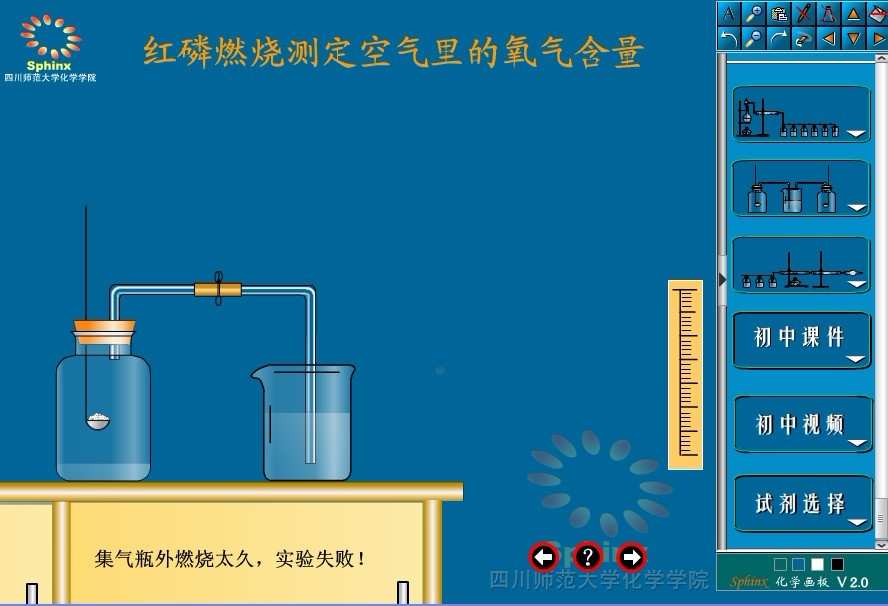 红磷燃烧测定空气里的氧气含量
Sphinx
四川师范大学化学学院
A
初中课件
初中视频
试剂选择
集气瓶外燃烧太久，实验失败！
?
Sphinx
四川师范大学化学学院
Sphinx 化学画板 V 2.0